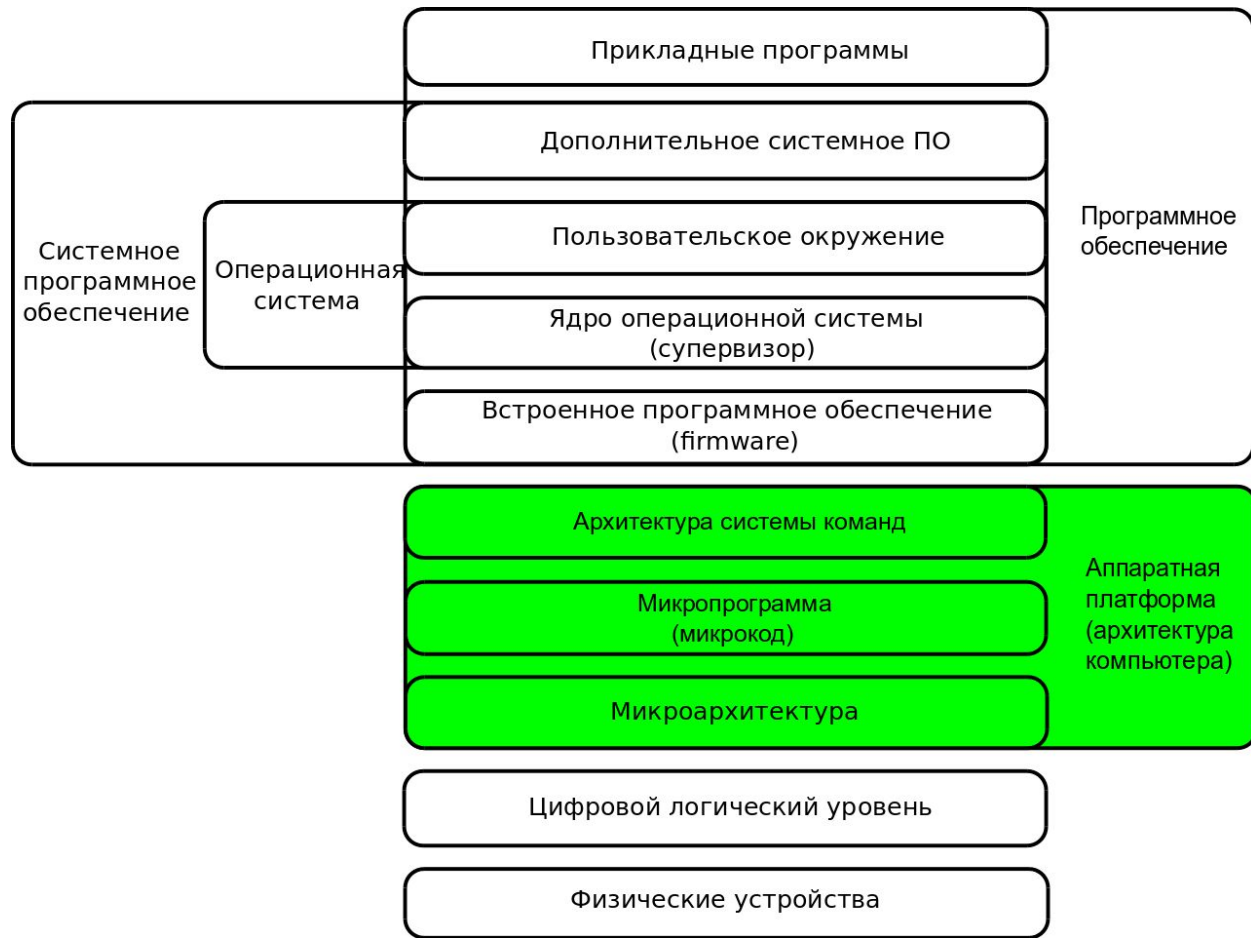 Прикладные программы
Дополнительное системное ПО
Программное
обеспечение
Пользовательское окружение
Системное
программное
обеспечение
Операционная
система
Ядро операционной системы
(супервизор)
Встроенное программное обеспечение
(firmware)
Архитектура системы команд
Аппаратная
платформа
(архитектура
компьютера)
Микропрограмма
(микрокод)
Микроархитектура
Цифровой логический уровень
Физические устройства